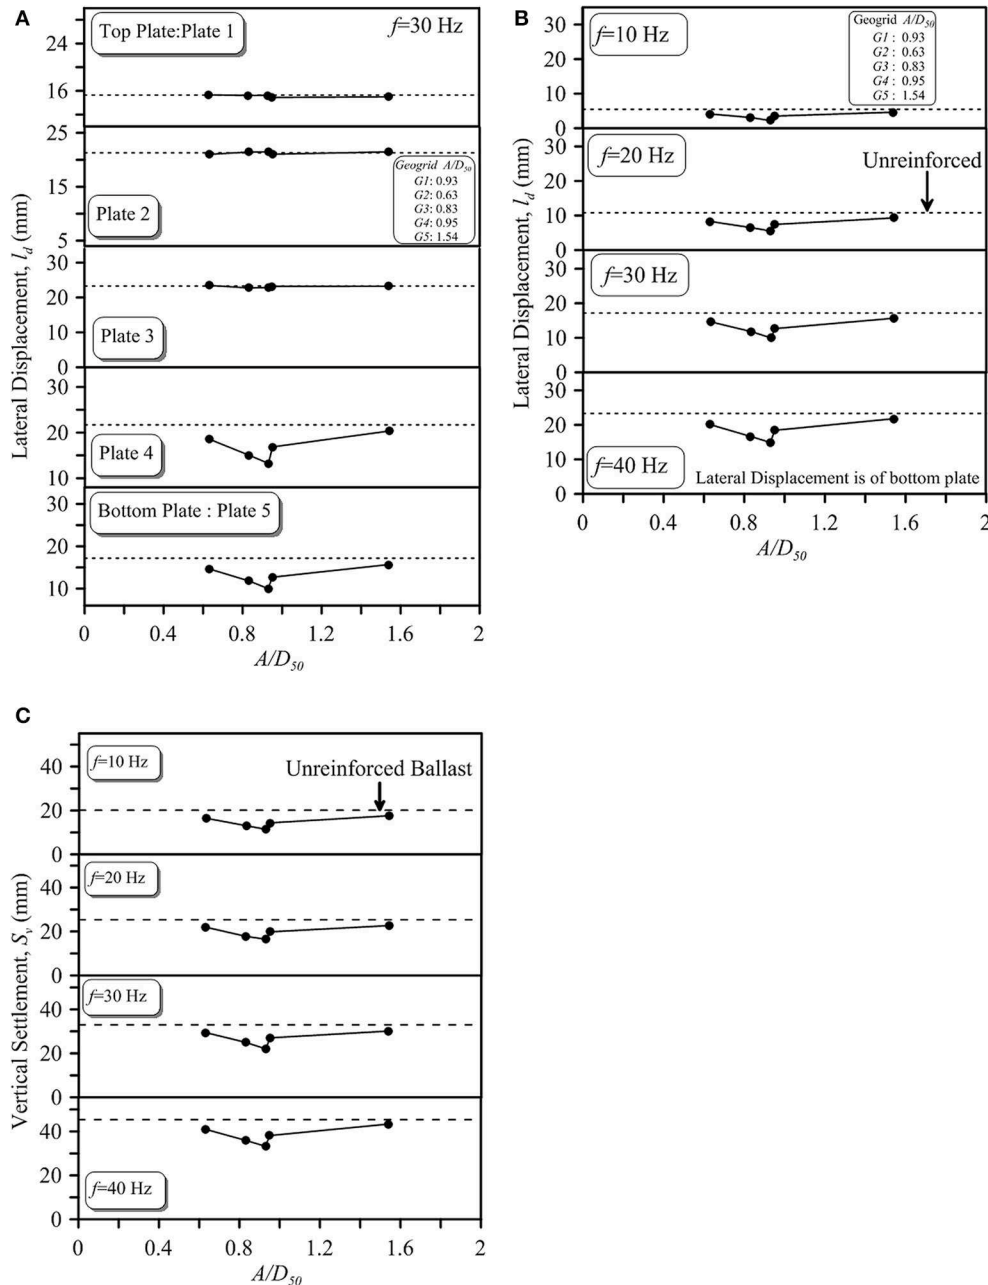 A
Top Plate:Plate 1
f=30 Hz
28
16
25
Geogrid A/D50
G1: 0.93
G2: 0.63
G3: 0.83
G4: 0.95
G5: 1.54
15
Plate 2
5
30
20
10
Plate 3
0
30
20
Plate 4
10
Bottom Plate : Plate 5
30
20
10
0 0.4 0.8 1.2 1.6 2
A/D50
Lateral Displacement, ld (mm)
B
f=10 Hz
Geogrid A/D50
G1 : 0.93
G2 : 0.63
G3 : 0.83
G4 : 0.95
G5 : 1.54
30
20
10
0
f=20 Hz
Unreinforced
30
20
10
0
f=30 Hz
30
20
10
0
30
20
10
f=40 Hz
Lateral Displacement is of bottom plate
0
0 0.4 0.8 1.2 1.6 2
A/D50
Lateral Displacement, ld (mm)
C
f=10 Hz
Unreinforced Ballast
40
20
0
f=20 Hz
40
20
0
f=30 Hz
40
20
0
40
20
f=40 Hz
0
0 0.4 0.8 1.2 1.6 2
A/D50
Vertical Settlement, Sv (mm)